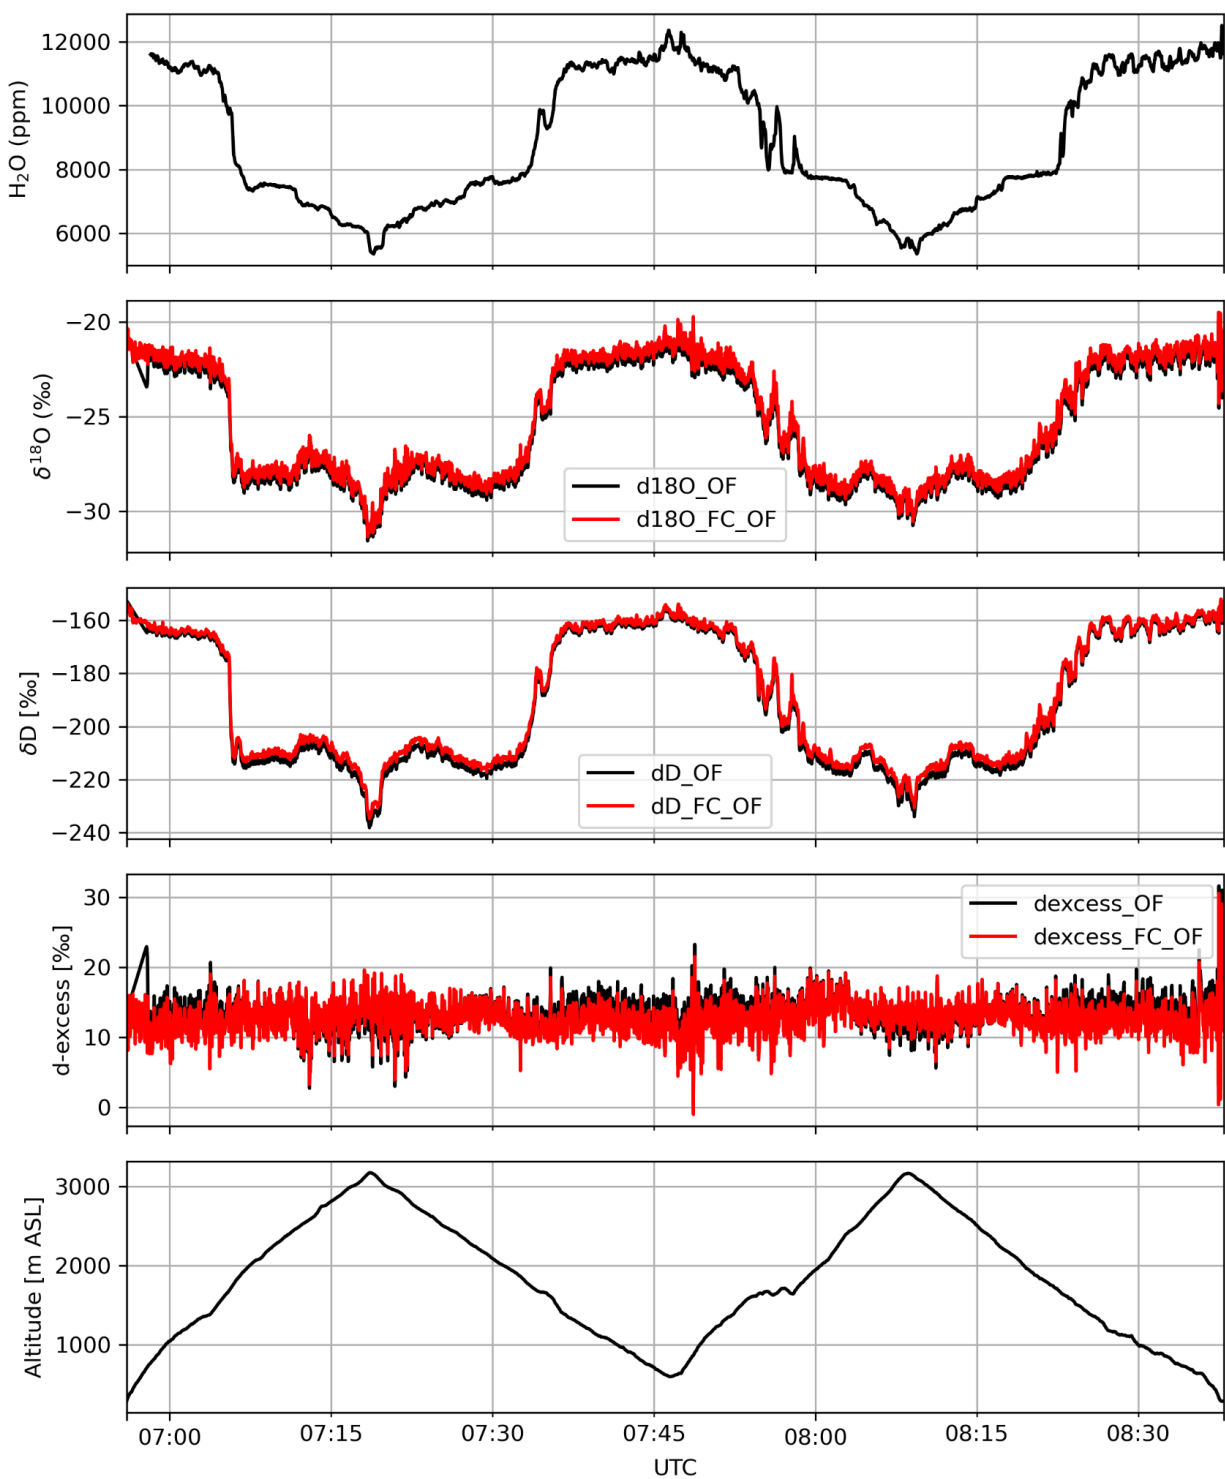 H₂O (ppm)
12000
10000
8000
6000
δ¹⁸O (‰)
−20
−25
−30
d18O_OF
d18O_FC_OF
δD [‰]
−160
−180
−200
−220
−240
dD_OF
dD_FC_OF
d-excess [‰]
30
20
10
0
dexcess_OF
dexcess_FC_OF
Altitude [m ASL]
3000
2000
1000
07:00 07:15 07:30 07:45 08:00 08:15 08:30
UTC